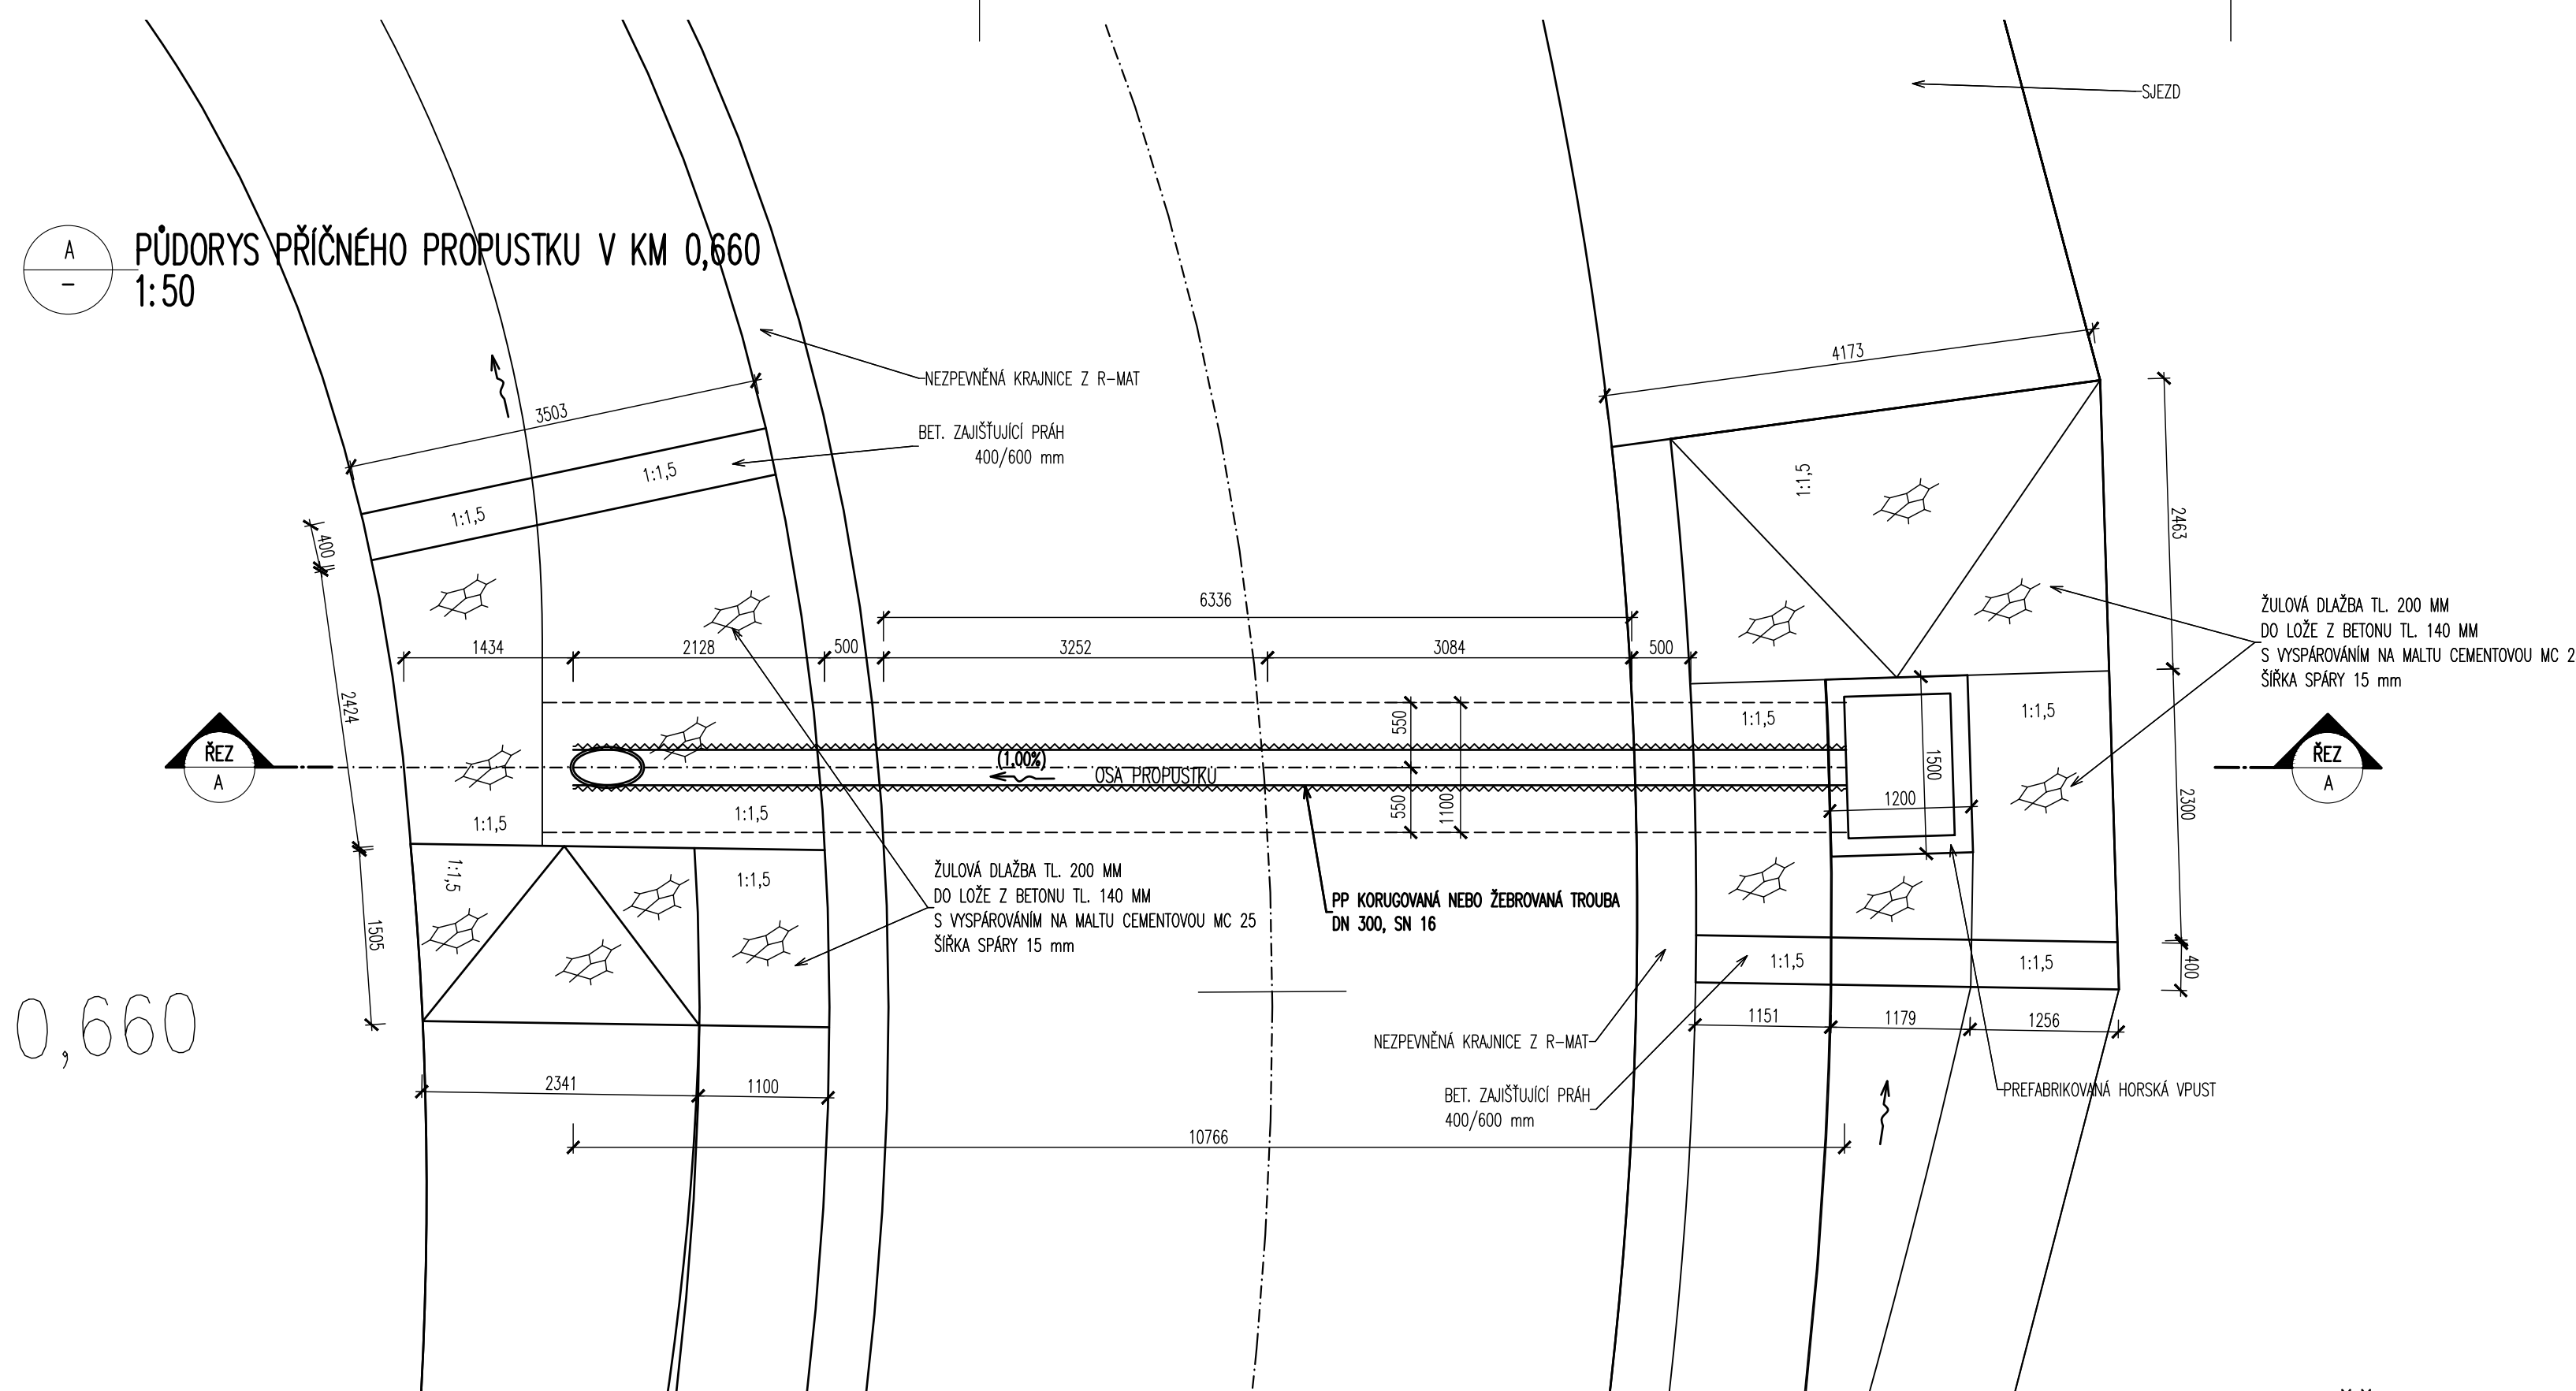 SJEZD
A
–
PŮDORYS PŘÍČNÉHO PROPUSTKU V KM 0,660
1:50
4173
NEZPEVNĚNÁ KRAJNICE Z R-MAT
3503
BET. ZAJIŠŤUJÍCÍ PRÁH
400/600 mm
1:1,5
1:1,5
1:1,5
400
2463
6336
ŽULOVÁ DLAŽBA TL. 200 MM
DO LOŽE Z BETONU TL. 140 MM
S VYSPÁROVÁNÍM NA MALTU CEMENTOVOU MC 2
ŠÍŘKA SPÁRY 15 mm
1434
2128
500
3252
3084
500
2424
550
1:1,5
1:1,5
ŘEZ
A
(1,00%)
OSA PROPUSTKU
1500
ŘEZ
A
1:1,5
1:1,5
550
1100
1200
2300
1:1,5
1:1,5
ŽULOVÁ DLAŽBA TL. 200 MM
DO LOŽE Z BETONU TL. 140 MM
S VYSPÁROVÁNÍM NA MALTU CEMENTOVOU MC 25
ŠÍŘKA SPÁRY 15 mm
PP KORUGOVANÁ NEBO ŽEBROVANÁ TROUBA
DN 300, SN 16
1505
1:1,5
1:1,5
400
0,660
1151
1179
1256
NEZPEVNĚNÁ KRAJNICE Z R-MAT
2341
1100
BET. ZAJIŠŤUJÍCÍ PRÁH
400/600 mm
PREFABRIKOVANÁ HORSKÁ VPUST
10766